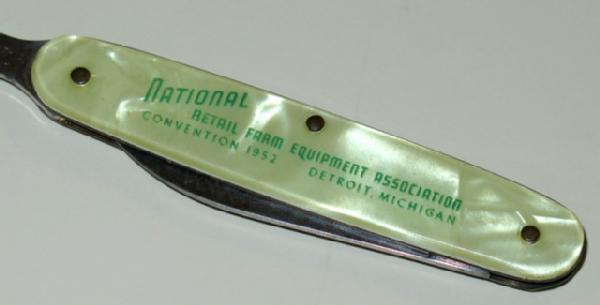 NATIONAL
RETAIL FARM EQUIPMENT ASSOCIATION
CONVENTION 1952 DETROIT, MICHIGAN